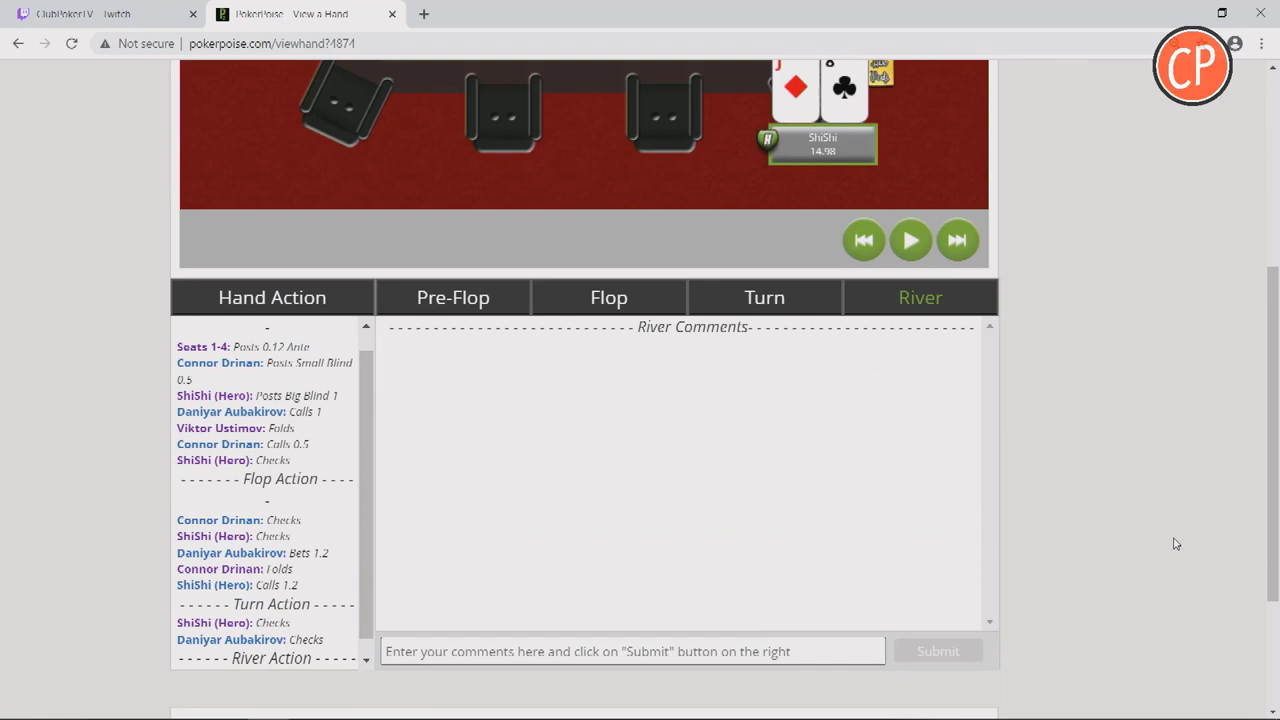 ClubPokerTV - Twitch
PokerPoise - View a Hand
Not secure
pokerpoise.com/viewhand?4874
CP
J
8
H
ShiShi
14.98
Hand Action
Pre-Flop
Flop
Turn
River
-
- - - - - - - - - - - - - - - - - - - - - - - - - - River Comments- - - - - - - - - - - - - - - - - - - - - - - -
Seats 1-4: Posts 0.12 Ante
Connor Drinan: Posts Small Blind
0.5
ShiShi (Hero): Posts Big Blind 1
Daniyar Aubakirov: Calls 1
Viktor Ustimov: Folds
Connor Drinan: Calls 0.5
ShiShi (Hero): Checks
- - - - - - - Flop Action - - - -
-
Connor Drinan: Checks
ShiShi (Hero): Checks
Daniyar Aubakirov: Bets 1.2
Connor Drinan: Folds
ShiShi (Hero): Calls 1.2
- - - - - - Turn Action - - - - -
ShiShi (Hero): Checks
Daniyar Aubakirov: Checks
- - - - - - River Action - - - - -
Enter your comments here and click on "Submit" button on the right
Submit